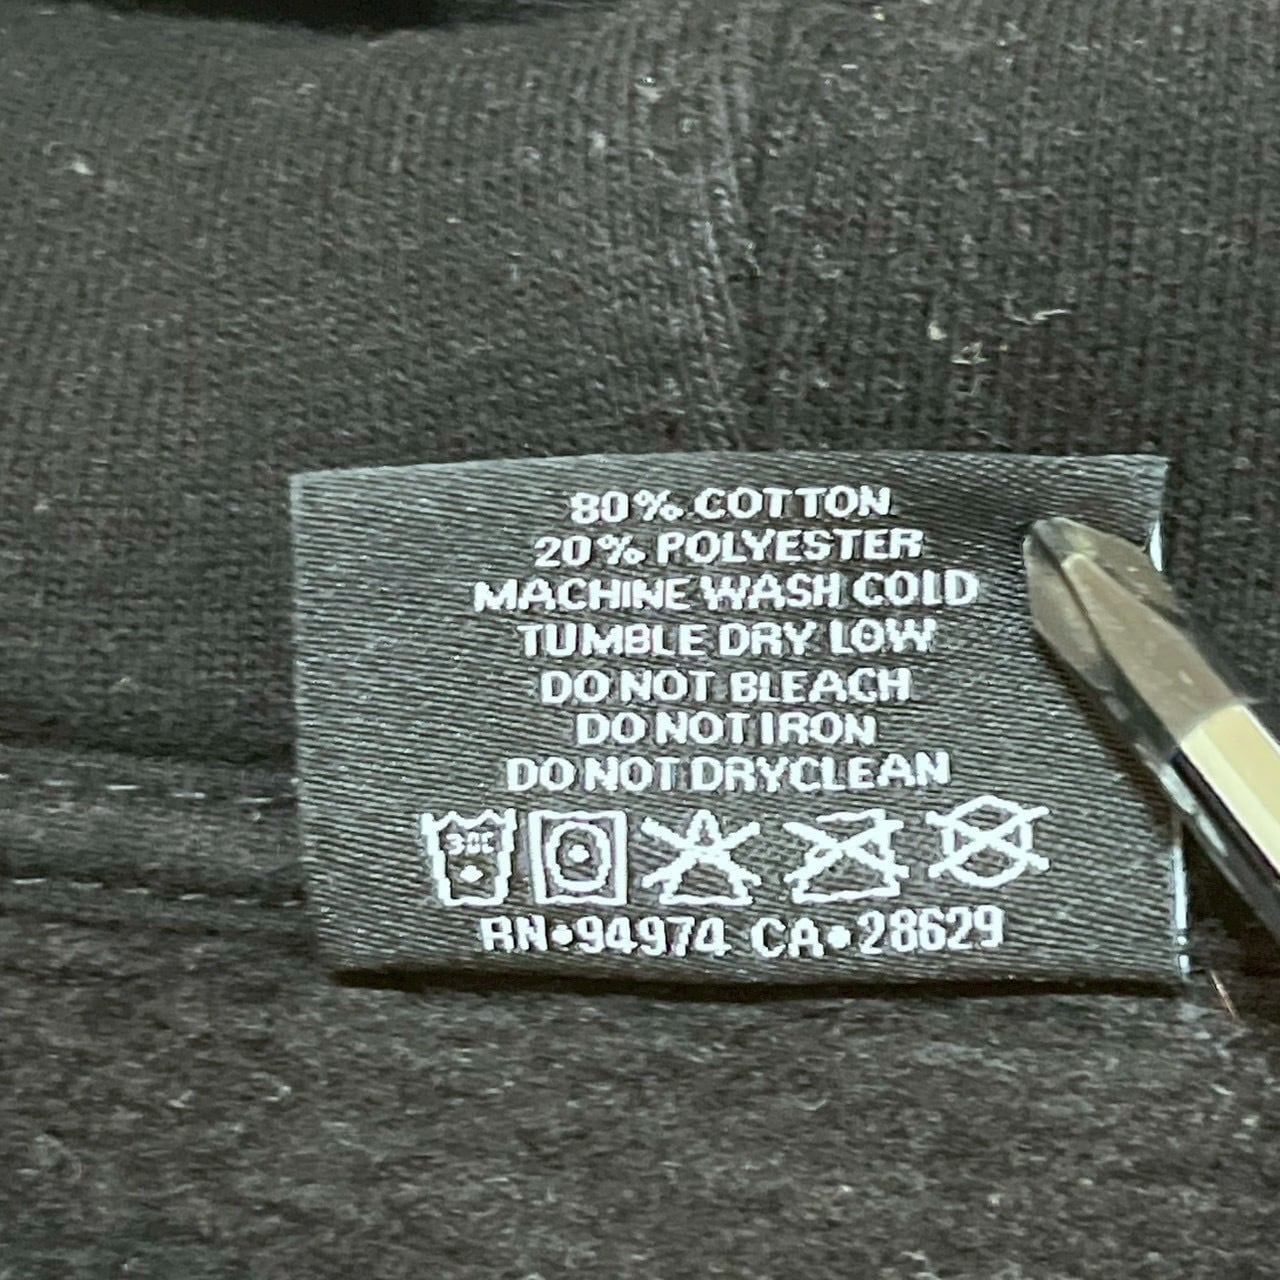 80% COTTON
20% POLYESTER
MACHINE WASH COLD
TUMBLE DRY LOW
DO NOT BLEACH
DO NOT IRON
DO NOT DRYCLEAN
30C
RN•94974 CA•28629